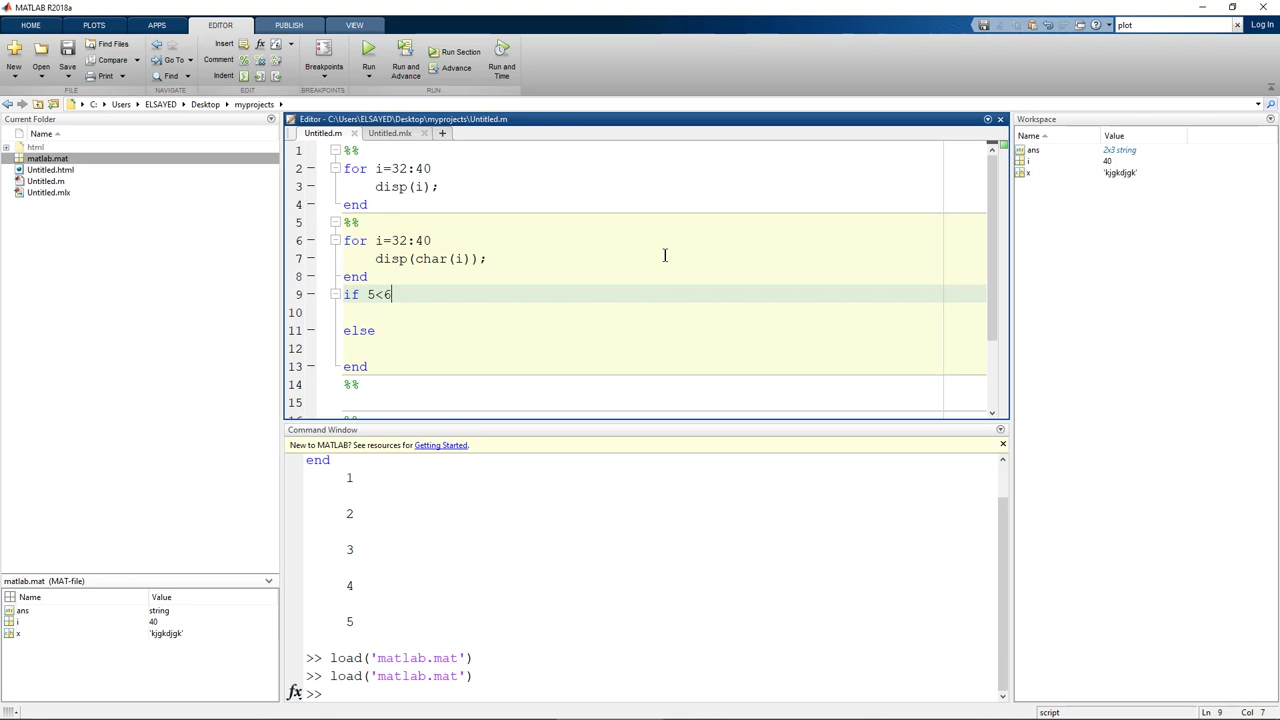 MATLAB R2018a
HOME PLOTS APPS EDITOR PUBLISH VIEW plot Log In
New Open Save Find Files Compare Print Go To Find Insert fx Comment Indent Breakpoints Run Run and Advance Run Section Advance Run and Time
FILE NAVIGATE EDIT BREAKPOINTS RUN
C: Users ELSAYED Desktop myprojects
Current Folder
Name
html
matlab.mat
Untitled.html
Untitled.m
Untitled.mlx
matlab.mat (MAT-file)
Name Value
ans string
i 40
x 'kjgkdjgk'
Editor - C:\Users\ELSAYED\Desktop\myprojects\Untitled.m
Untitled.m Untitled.mlx
1 %%
2 for i=32:40
3 disp(i);
4 end
5 %%
6 for i=32:40
7 disp(char(i));
8 end
9 if 5<6
10
11 else
12
13 end
14 %%
15
Command Window
New to MATLAB? See resources for Getting Started.
end
1
2
3
4
5
>> load('matlab.mat')
>> load('matlab.mat')
fx >>
Workspace
Name Value
ans 2x3 string
i 40
x 'kjgkdjgk'
script Ln 9 Col 7